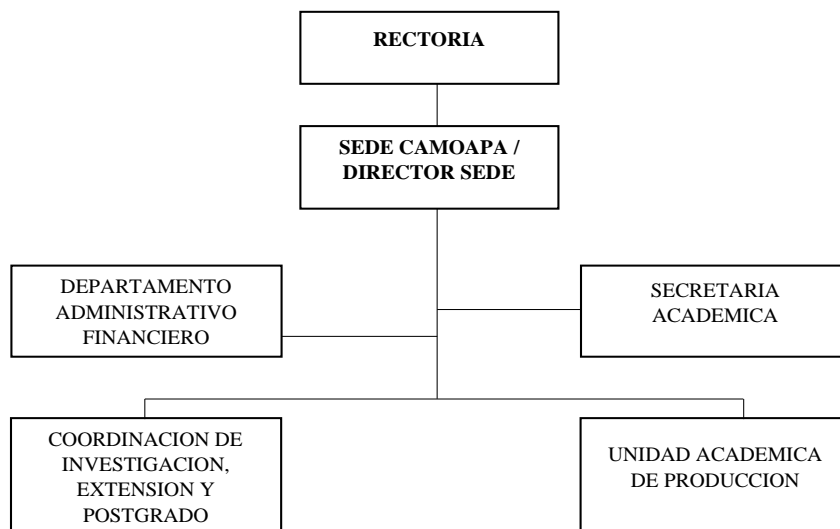 RECTORIA
SEDE CAMOAPA /
DIRECTOR SEDE
DEPARTAMENTO
ADMINISTRATIVO
FINANCIERO
SECRETARIA
ACADEMICA
COORDINACION DE
INVESTIGACION,
EXTENSION Y
POSTGRADO
UNIDAD ACADEMICA
DE PRODUCCION